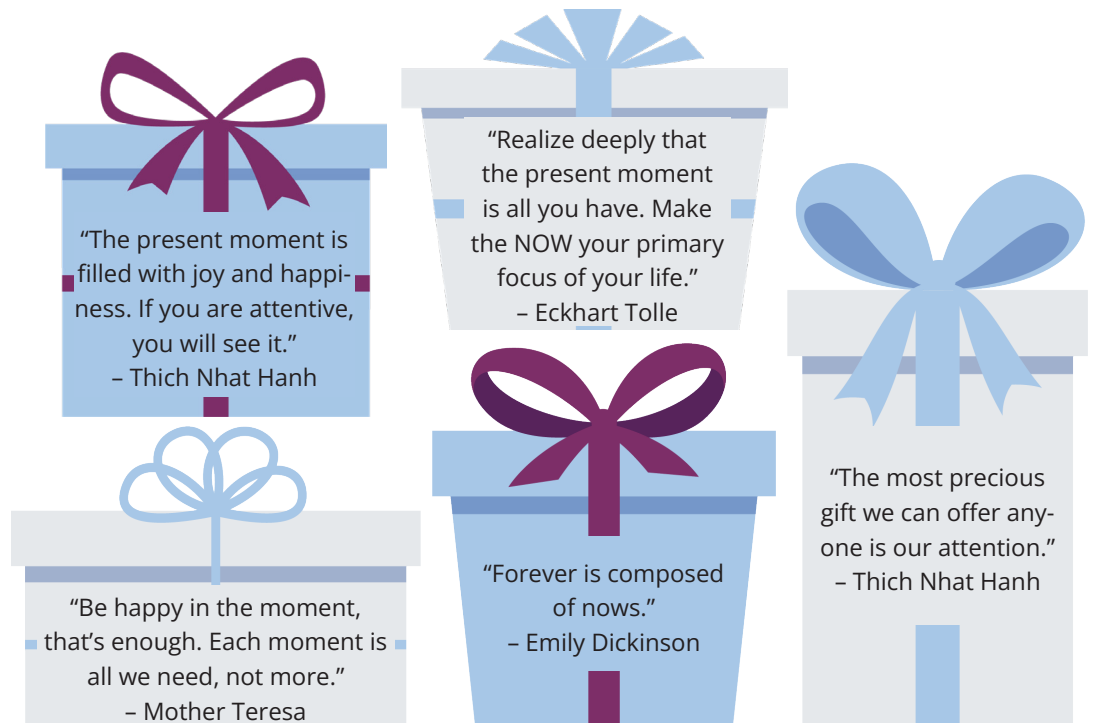 “The present moment is
filled with joy and happi-
ness. If you are attentive,
you will see it.”
– Thich Nhat Hanh
“Realize deeply that
the present moment
is all you have. Make
the NOW your primary
focus of your life.”
– Eckhart Tolle
“The most precious
gift we can offer any-
one is our attention.”
– Thich Nhat Hanh
“Be happy in the moment,
that’s enough. Each moment is
all we need, not more.”
– Mother Teresa
“Forever is composed
of nows.”
– Emily Dickinson